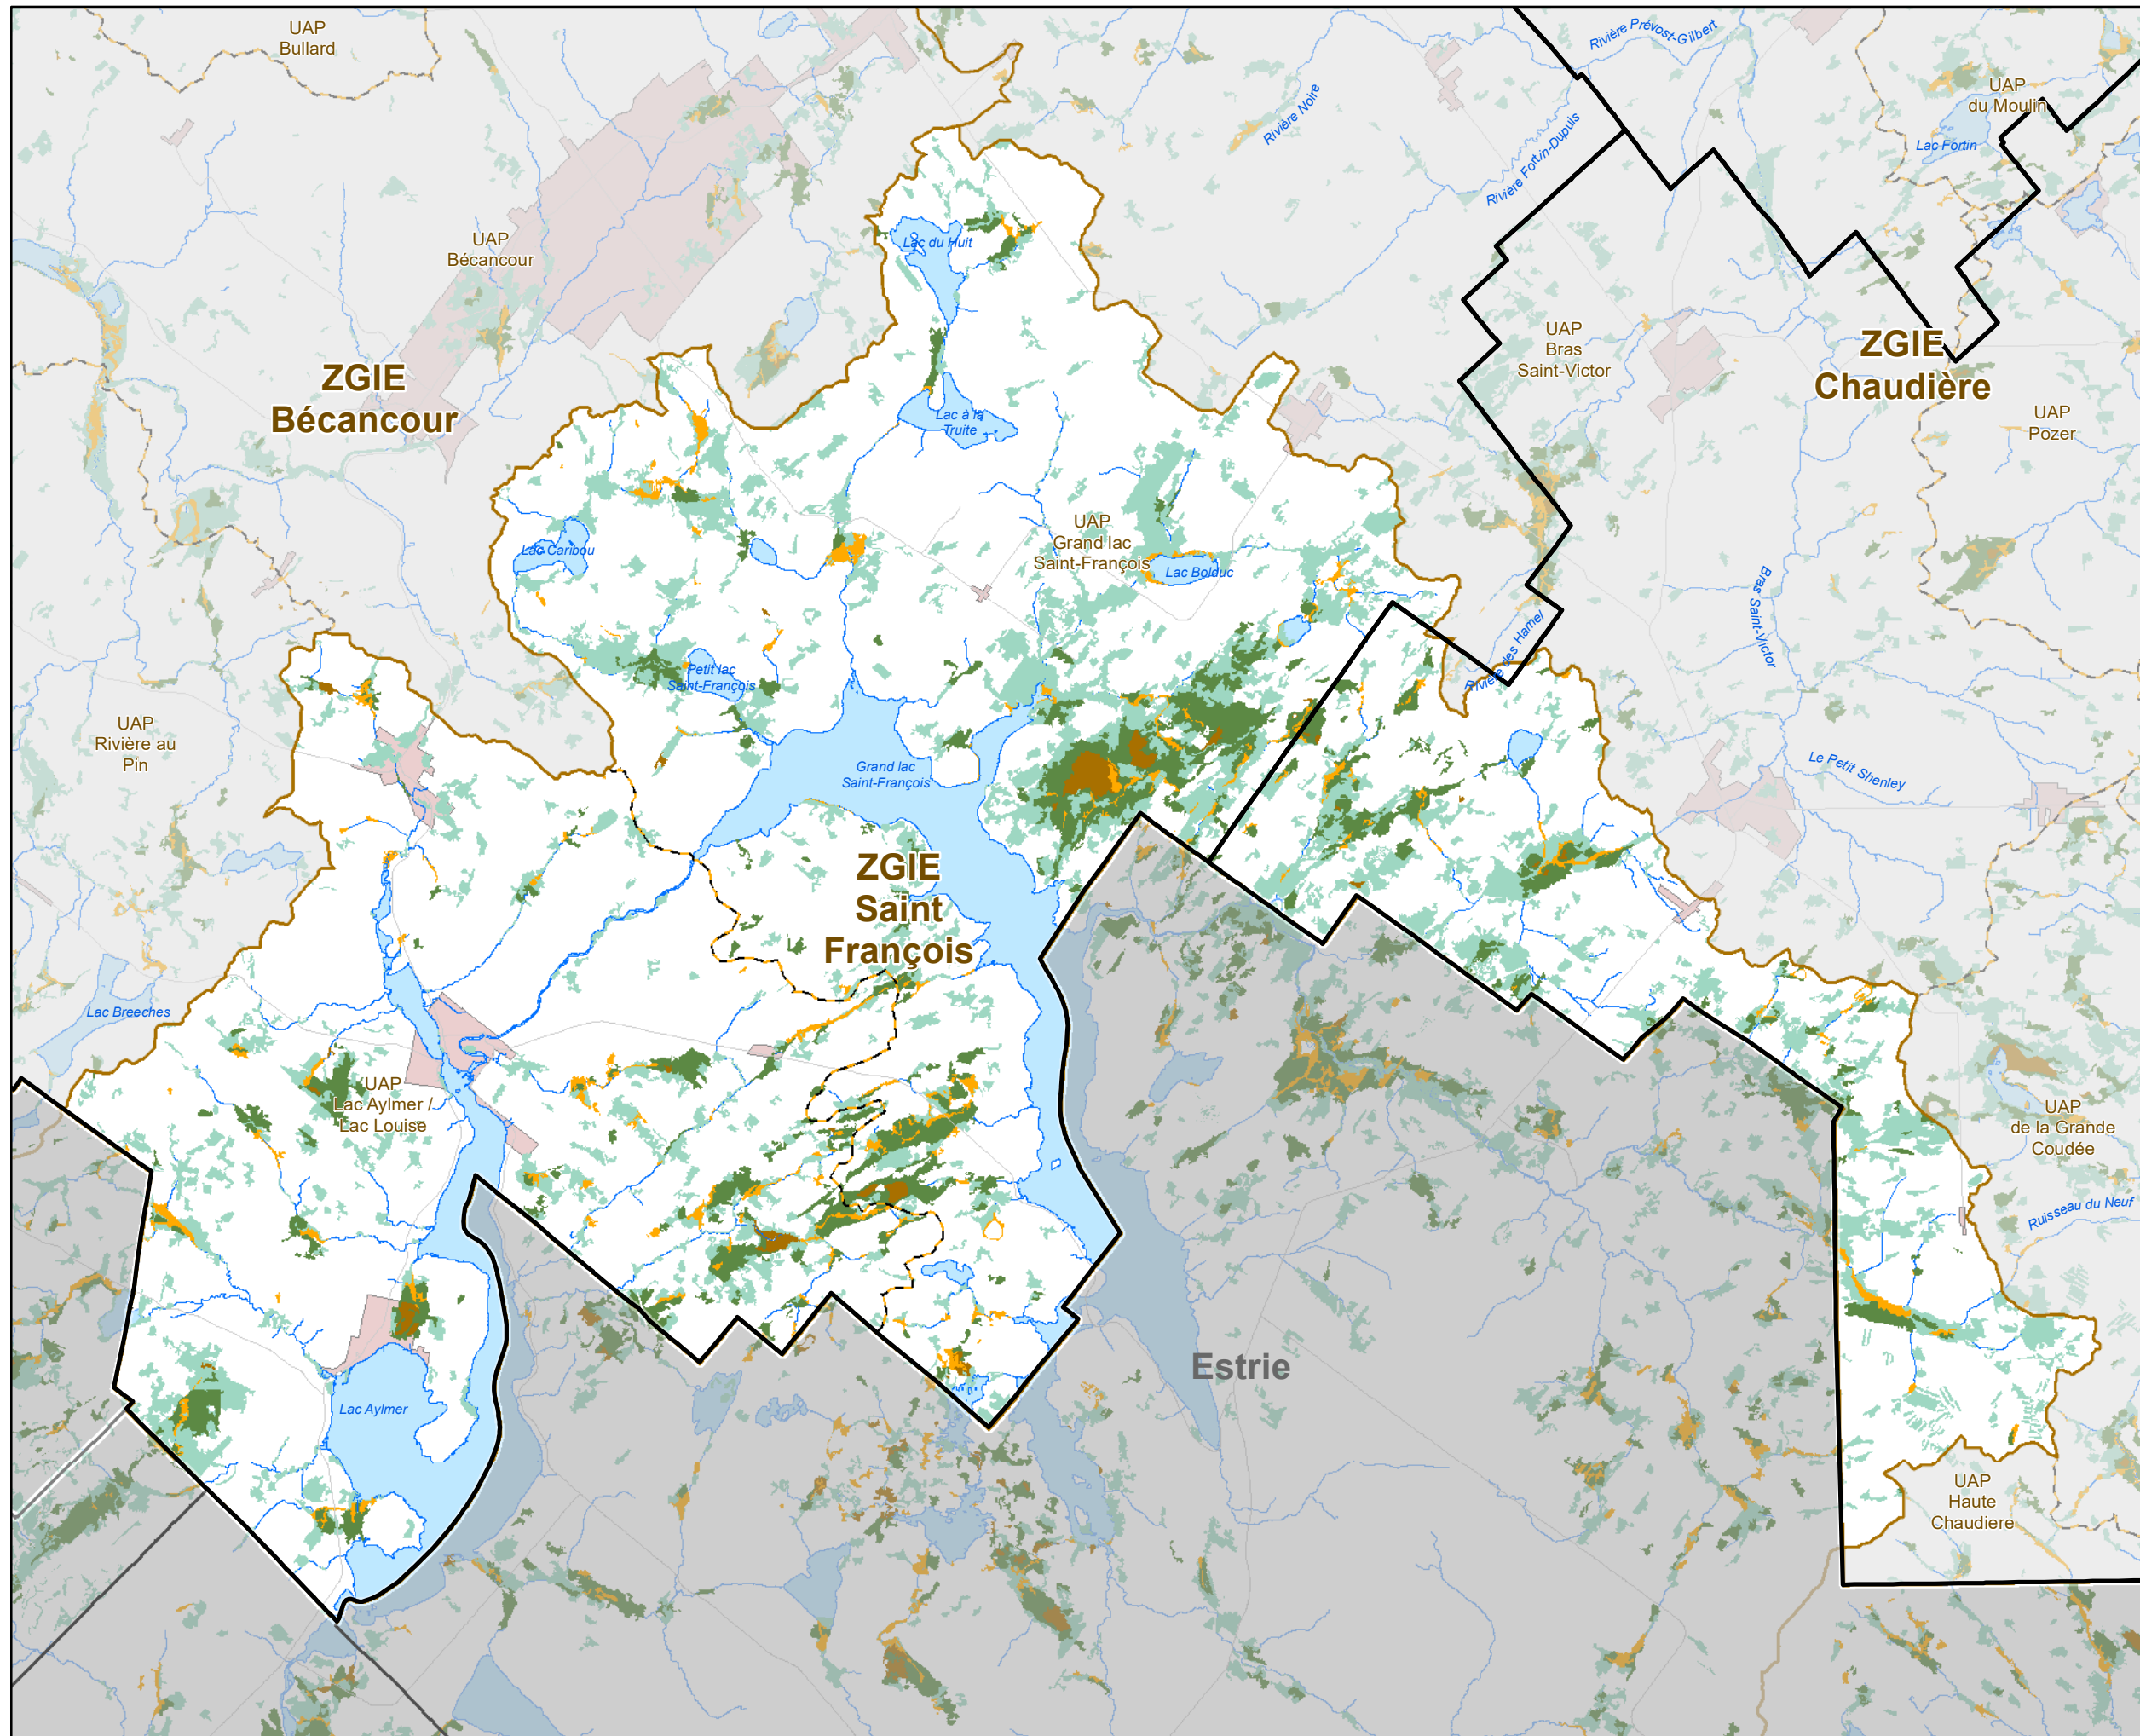 UAP
Bullard
Rivière Prévost-Gilbert
UAP
du Moulin
Rivière Noire
Rivière Fortin-Dupuis
Lac Fortin
UAP
Bécancour
Lac du Huit
UAP
Bras
Saint-Victor
ZGIE
Chaudière
ZGIE
Bécancour
Lac à la
Truite
UAP
Pozer
UAP
Grand lac
Saint-François
Lac Caribou
Lac Bolduc
Bras Saint-Victor
Rivière des Hamel
Petit lac
Saint-François
UAP
Rivière au
Pin
Grand lac
Saint-François
Le Petit Shenley
ZGIE
Saint
François
Lac Breeches
UAP
Lac Aylmer /
Lac Louise
UAP
de la Grande
Coudée
Ruisseau du Neuf
Estrie
Lac Aylmer
UAP
Haute
Chaudiere